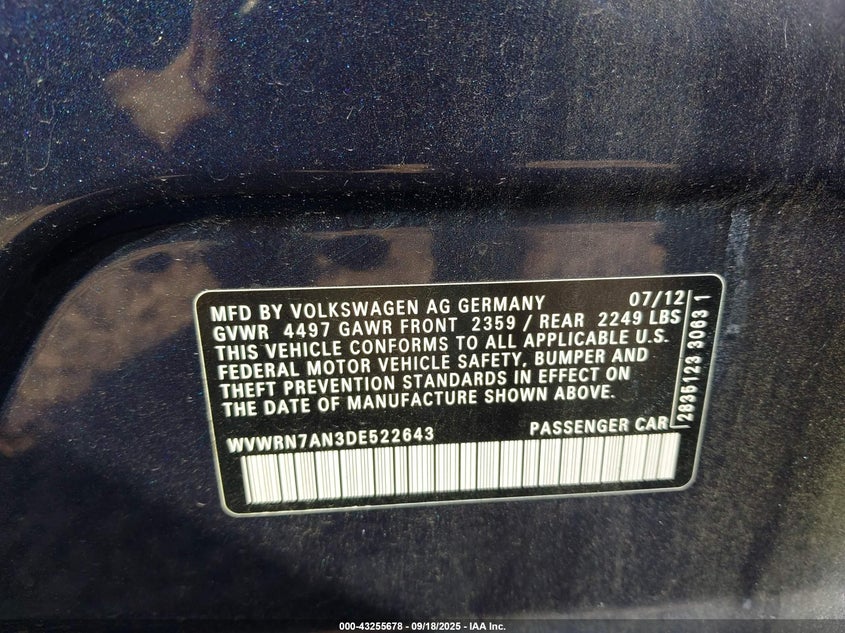 MFD BY VOLKSWAGEN AG GERMANY 07/12
GVWR 4497 GAWR FRONT 2359 / REAR 2249 LBS
THIS VEHICLE CONFORMS TO ALL APPLICABLE U.S.
FEDERAL MOTOR VEHICLE SAFETY, BUMPER AND
THEFT PREVENTION STANDARDS IN EFFECT ON
THE DATE OF MANUFACTURE SHOWN ABOVE.
WVWRN7AN3DE522643 PASSENGER CAR
2835123 3063 1
000-43255678 - 09/18/2025 - IAA Inc.